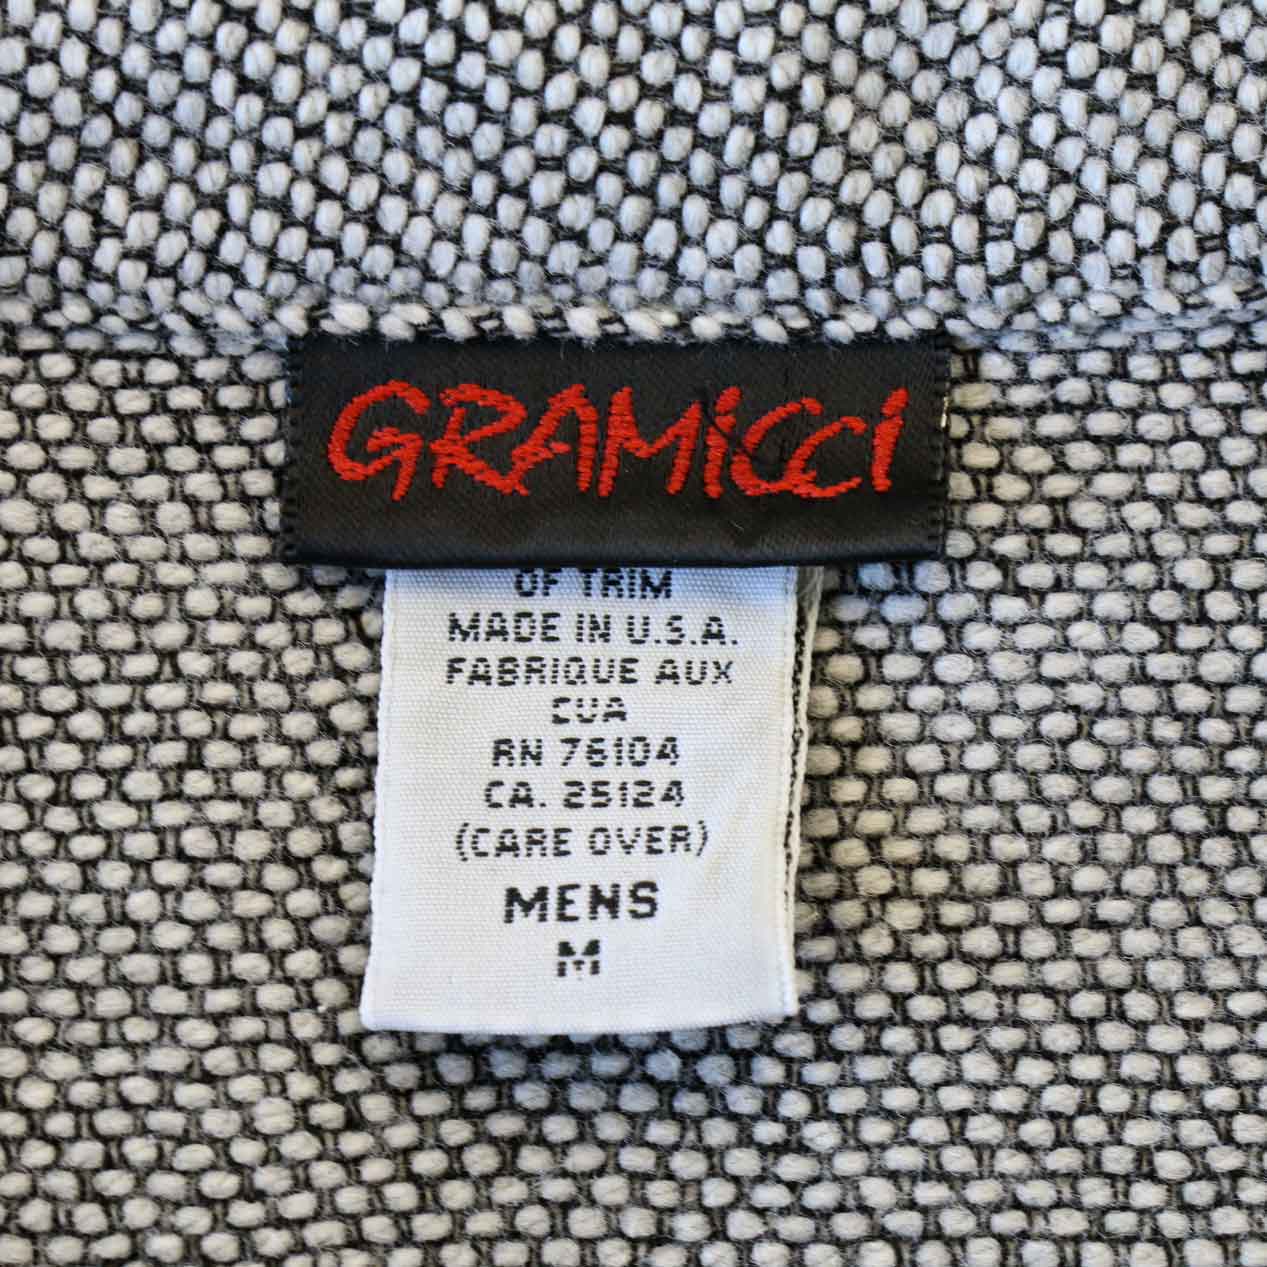 GRAMicci
OF TRIM
MADE IN U.S.A.
FABRIQUE AUX
EUA
RN 76104
CA. 25124
(CARE OVER)
MENS
M